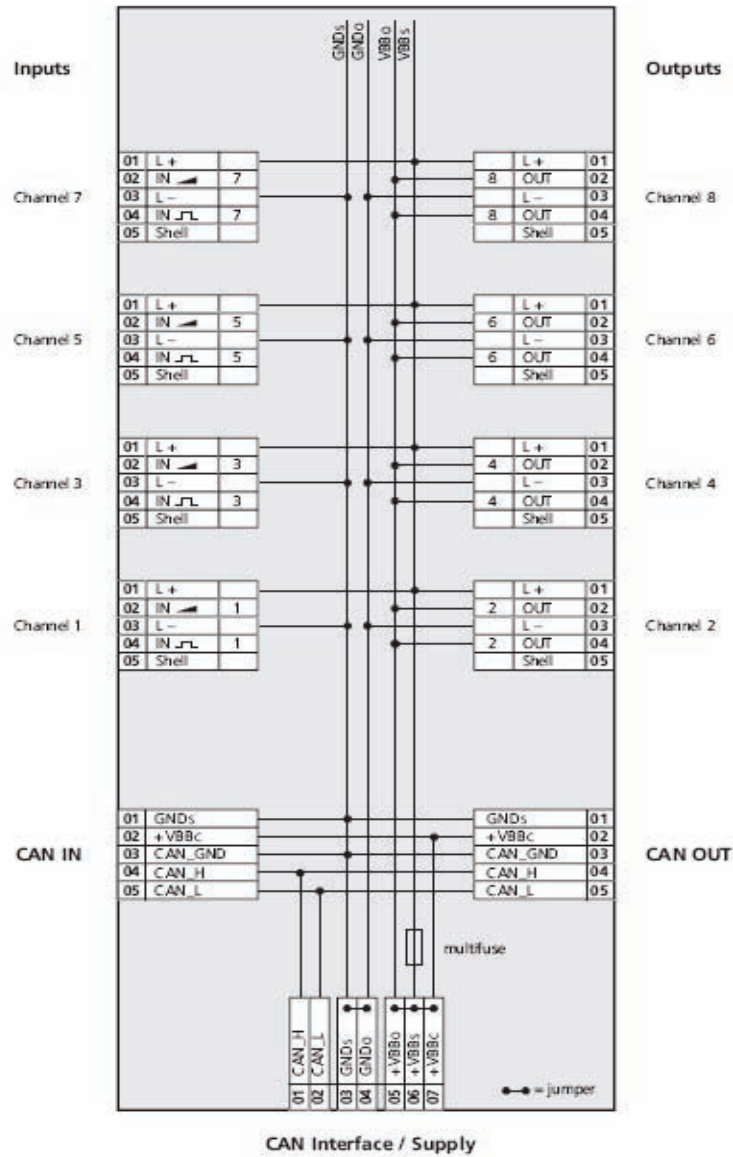 GNDs GNDo VBBo VBBs
Inputs
Outputs
01 L + L + 01
02 IN 7 8 OUT 02
Channel 7 03 L – L – 03 Channel 8
04 IN 7 8 OUT 04
05 Shell Shell 05
01 L + L + 01
02 IN 5 6 OUT 02
Channel 5 03 L – L – 03 Channel 6
04 IN 5 6 OUT 04
05 Shell Shell 05
01 L + L + 01
02 IN 3 4 OUT 02
Channel 3 03 L – L – 03 Channel 4
04 IN 3 4 OUT 04
05 Shell Shell 05
01 L + L + 01
02 IN 1 2 OUT 02
Channel 1 03 L – L – 03 Channel 2
04 IN 1 2 OUT 04
05 Shell Shell 05
01 GNDs GNDs 01
02 +VBBc +VBBc 02
CAN IN 03 CAN_GND CAN_GND 03 CAN OUT
04 CAN_H CAN_H 04
05 CAN_L CAN_L 05
multifuse
01 CAN_H
02 CAN_L
03 GNDs
04 GNDo
05 +VBBo
06 +VBBs
07 +VBBc
= jumper
CAN Interface / Supply